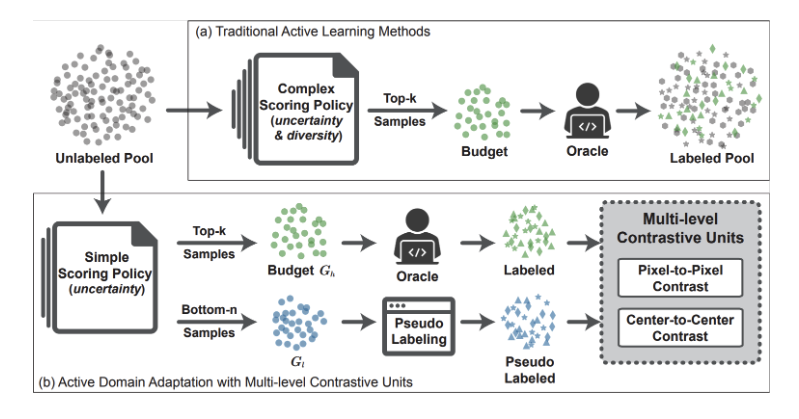 (a) Traditional Active Learning Methods
Unlabeled Pool
Complex
Scoring Policy
(uncertainty
& diversity)
Top-k
Samples
Budget
</>
Oracle
Labeled Pool
Simple
Scoring Policy
(uncertainty)
Top-k
Samples
Budget G_h
</>
Oracle
Labeled
Bottom-n
Samples
G_l
Pseudo
Labeling
Pseudo
Labeled
Multi-level
Contrastive Units
Pixel-to-Pixel
Contrast
Center-to-Center
Contrast
(b) Active Domain Adaptation with Multi-level Contrastive Units